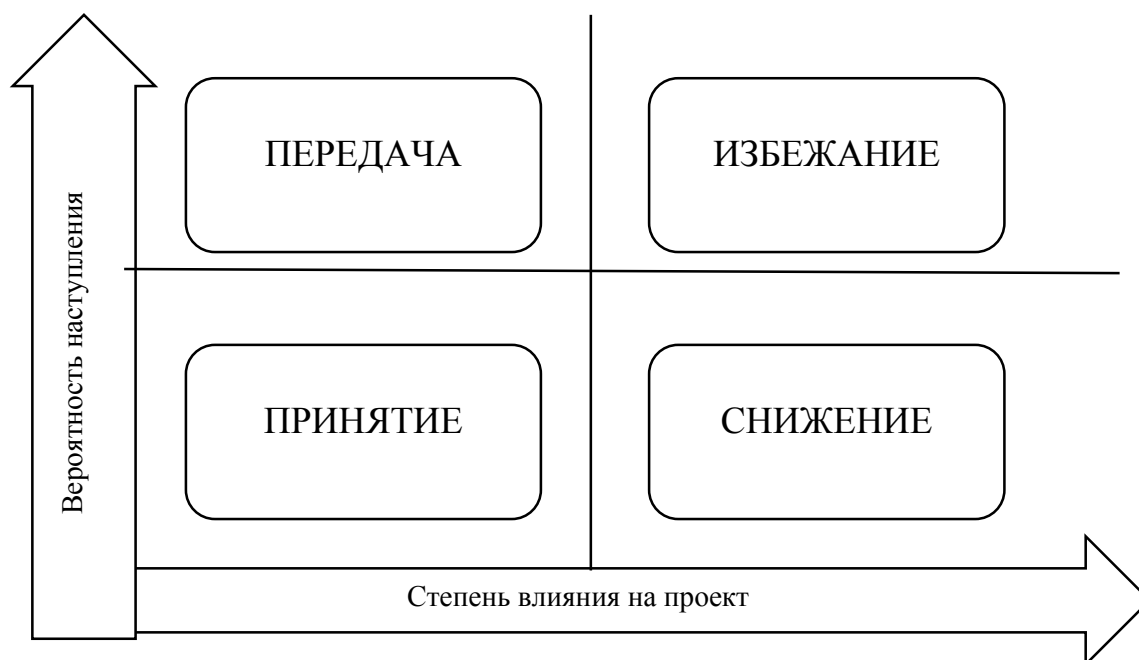 ПЕРЕДАЧА
ИЗБЕЖАНИЕ
Вероятность наступления
ПРИНЯТИЕ
СНИЖЕНИЕ
Степень влияния на проект